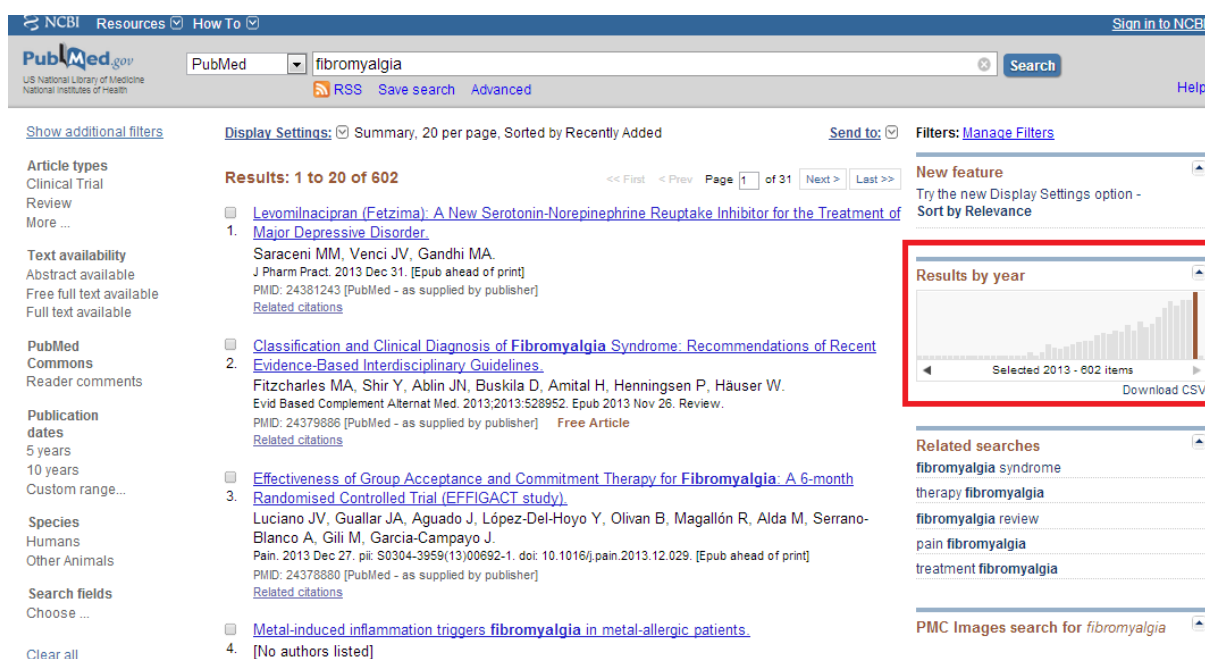 NCBI Resources How To Sign in to NCBI
PubMed.gov
US National Library of Medicine
National Institutes of Health
PubMed
fibromyalgia
Search
RSS Save search Advanced
Help
Show additional filters
Article types
Clinical Trial
Review
More ...
Text availability
Abstract available
Free full text available
Full text available
PubMed
Commons
Reader comments
Publication
dates
5 years
10 years
Custom range...
Species
Humans
Other Animals
Search fields
Choose ...
Clear all
Display Settings: Summary, 20 per page, Sorted by Recently Added Send to:
Results: 1 to 20 of 602
<< First < Prev Page 1 of 31 Next > Last >>
Levomilnacipran (Fetzima): A New Serotonin-Norepinephrine Reuptake Inhibitor for the Treatment of
1. Major Depressive Disorder.
Saraceni MM, Venci JV, Gandhi MA.
J Pharm Pract. 2013 Dec 31. [Epub ahead of print]
PMID: 24381243 [PubMed - as supplied by publisher]
Related citations
Classification and Clinical Diagnosis of Fibromyalgia Syndrome: Recommendations of Recent
2. Evidence-Based Interdisciplinary Guidelines.
Fitzcharles MA, Shir Y, Ablin JN, Buskila D, Amital H, Henningsen P, Häuser W.
Evid Based Complement Alternat Med. 2013;2013:528952. Epub 2013 Nov 26. Review.
PMID: 24379886 [PubMed - as supplied by publisher] Free Article
Related citations
Effectiveness of Group Acceptance and Commitment Therapy for Fibromyalgia: A 6-month
3. Randomised Controlled Trial (EFFIGACT study).
Luciano JV, Guallar JA, Aguado J, López-Del-Hoyo Y, Olivan B, Magallón R, Alda M, Serrano-
Blanco A, Gili M, Garcia-Campayo J.
Pain. 2013 Dec 27. pii: S0304-3959(13)00692-1. doi: 10.1016/j.pain.2013.12.029. [Epub ahead of print]
PMID: 24378880 [PubMed - as supplied by publisher]
Related citations
Metal-induced inflammation triggers fibromyalgia in metal-allergic patients.
4. [No authors listed]
Filters: Manage Filters
New feature
Try the new Display Settings option -
Sort by Relevance
Results by year
Selected 2013 - 602 items
Download CSV
Related searches
fibromyalgia syndrome
therapy fibromyalgia
fibromyalgia review
pain fibromyalgia
treatment fibromyalgia
PMC Images search for fibromyalgia